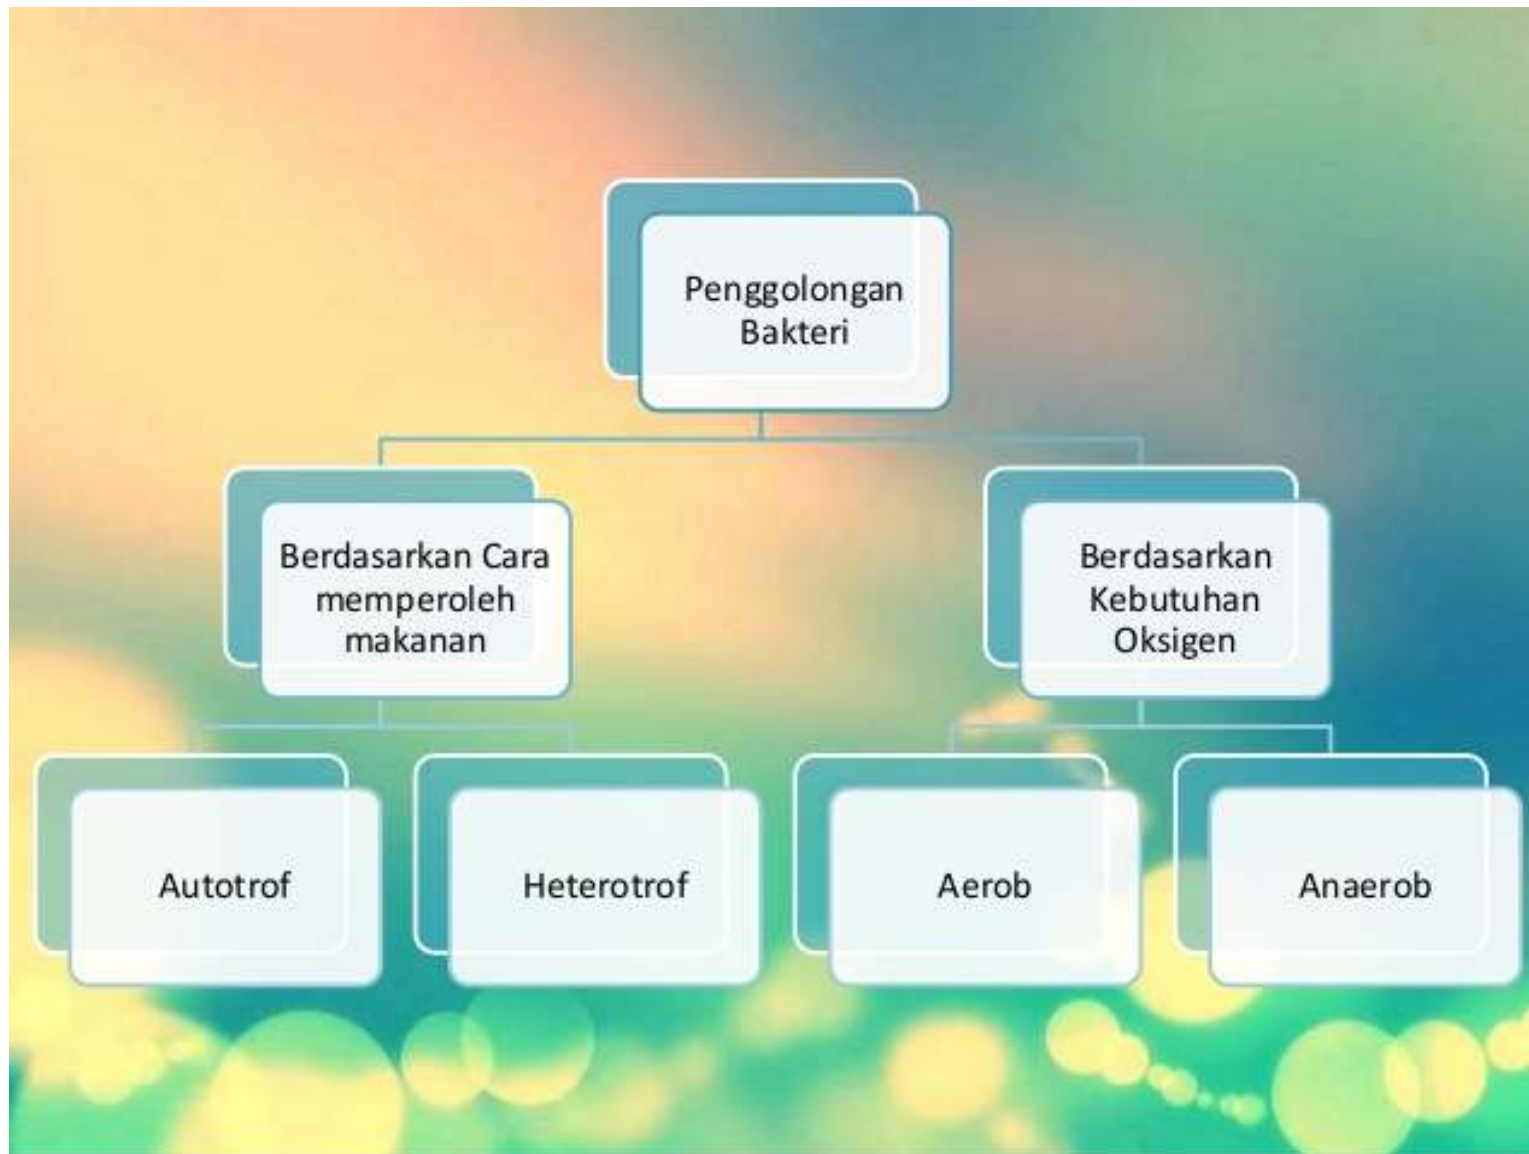 Penggolongan
Bakteri
Berdasarkan Cara
memperoleh
makanan
Berdasarkan
Kebutuhan
Oksigen
Autotrof
Heterotrof
Aerob
Anaerob